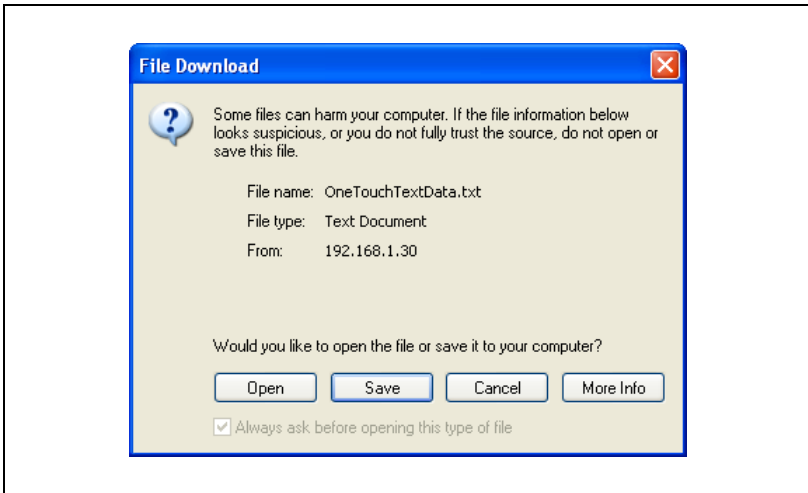 File Download
Some files can harm your computer. If the file information below
looks suspicious, or you do not fully trust the source, do not open or
save this file.
File name: OneTouchTextData.txt
File type: Text Document
From: 192.168.1.30
Would you like to open the file or save it to your computer?
Open Save Cancel More Info
Always ask before opening this type of file